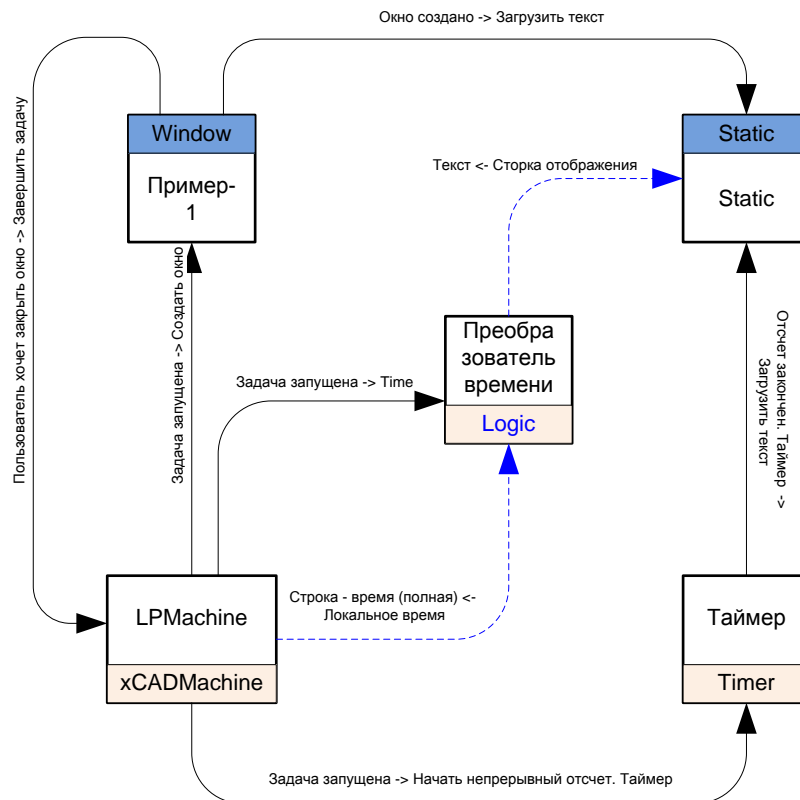 Окно создано -> Загрузить текст
Пользователь хочет закрыть окно -> Завершить задачу
Window
Пример-
1
Static
Static
Текст <- Сторка отображения
Задача запущена -> Создать окно
Преобра
зователь
времени
Logic
Задача запущена -> Time
Отсчет закончен. Таймер ->
Загрузить текст
Строка - время (полная) <-
Локальное время
LPMachine
xCADMachine
Таймер
Timer
Задача запущена -> Начать непрерывный отсчет. Таймер